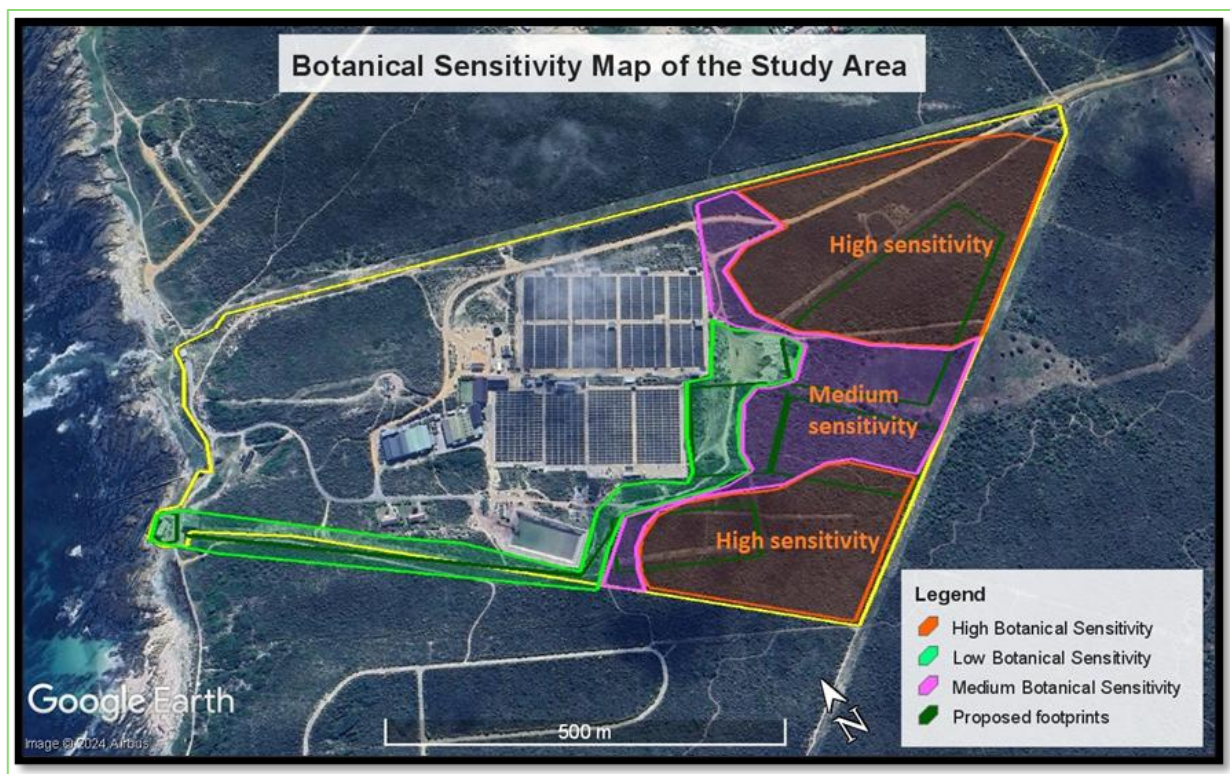 Botanical Sensitivity Map of the Study Area
High sensitivity
Medium
sensitivity
High sensitivity
Legend
High Botanical Sensitivity
Low Botanical Sensitivity
Medium Botanical Sensitivity
Proposed footprints
N
Google Earth
500 m
Image © 2024 Airbus